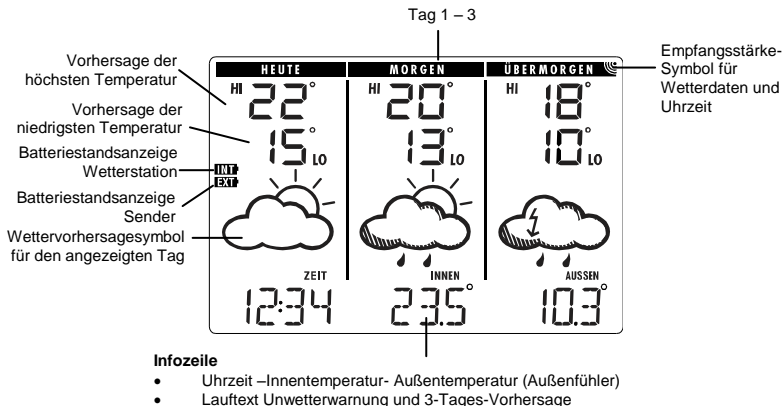 Tag 1 – 3
Vorhersage der
höchsten Temperatur
Vorhersage der
niedrigsten Temperatur
Batteriestandsanzeige
Wetterstation
Batteriestandsanzeige
Sender
Wettervorhersagesymbol
für den angezeigten Tag
HEUTE MORGEN ÜBERMORGEN
HI 22° HI 20° HI 18°
15° LO 13° LO 10° LO
INT
EXT
ZEIT INNEN AUSSEN
12:34 23.5° 10.3°
Empfangsstärke-
Symbol für
Wetterdaten und
Uhrzeit
Infozeile
• Uhrzeit –Innentemperatur- Außentemperatur (Außenfühler)
• Lauftext Unwetterwarnung und 3-Tages-Vorhersage